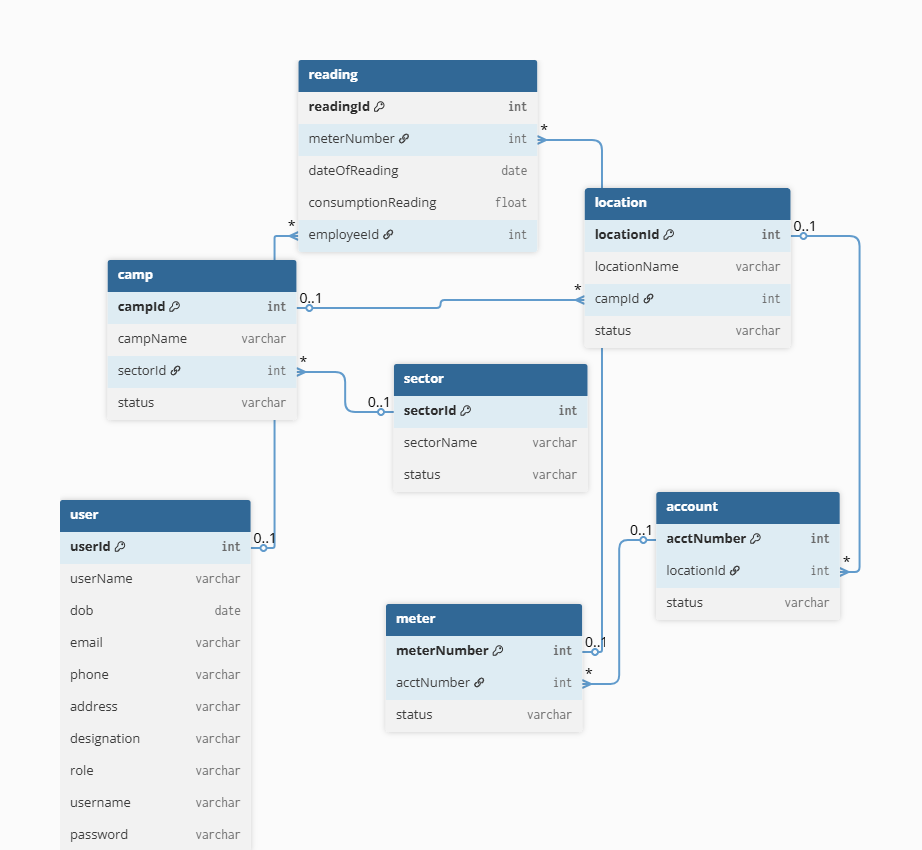 reading
readingId int
meterNumber int
dateOfReading date
consumptionReading float
employeeId int
*
*
location
locationId int
locationName varchar
campId int
status varchar
0..1
*
camp
campId int
campName varchar
sectorId int
status varchar
0..1
*
sector
sectorId int
sectorName varchar
status varchar
0..1
user
userId int
userName varchar
dob date
email varchar
phone varchar
address varchar
designation varchar
role varchar
username varchar
password varchar
0..1
account
acctNumber int
locationId int
status varchar
0..1
*
meter
meterNumber int
acctNumber int
status varchar
0..1
*